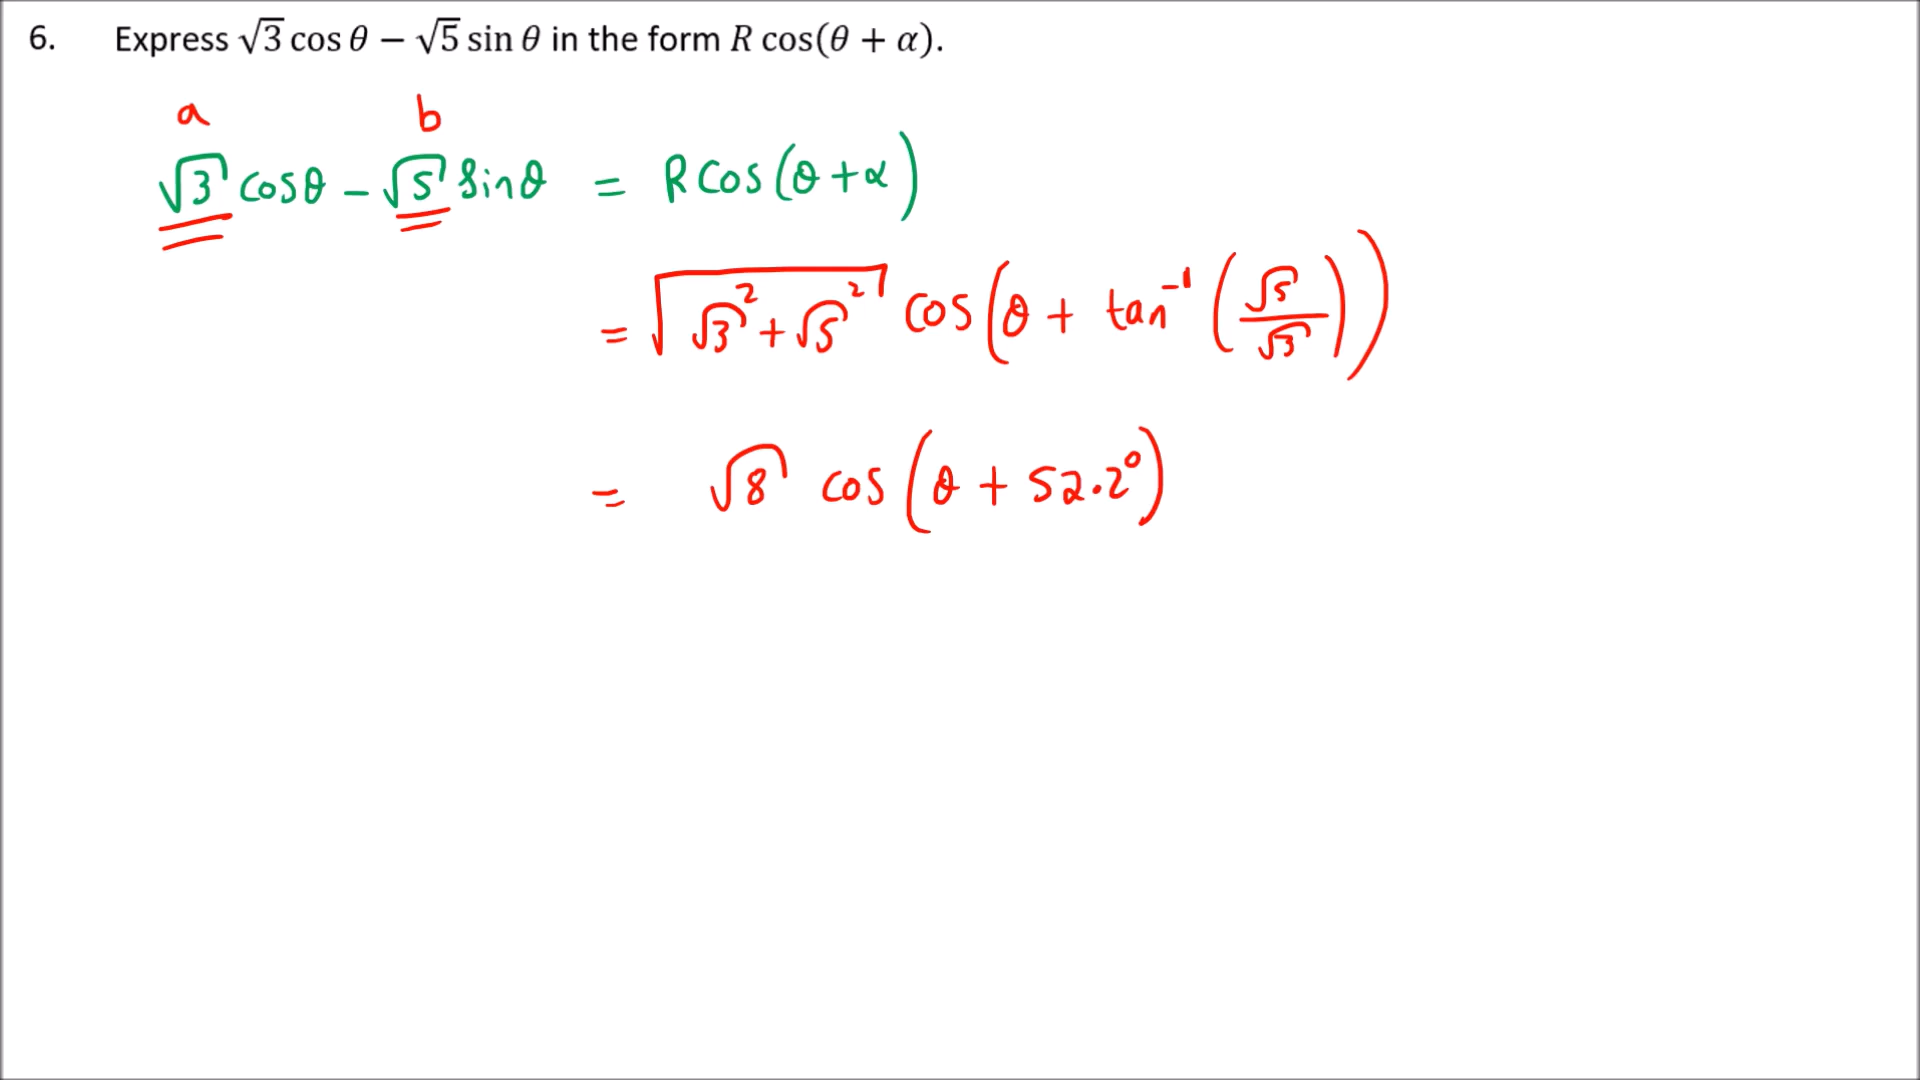 6. Express √3 cos θ − √5 sin θ in the form R cos(θ + α).
a b
√3 cosθ − √5 sinθ = R cos(θ + α)
= √(√3² + √5²) cos(θ + tan⁻¹(√5/√3))
= √8 cos(θ + 52.2°)